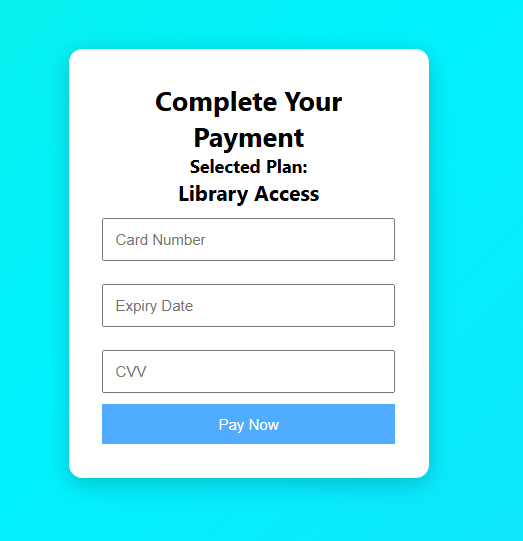 Complete Your
Payment
Selected Plan:
Library Access
Card Number
Expiry Date
CVV
Pay Now